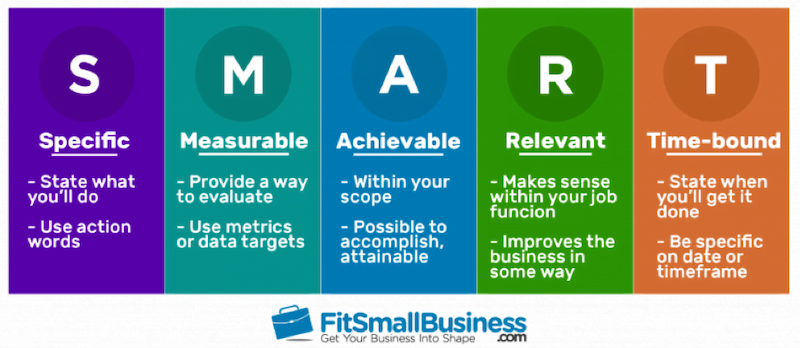 S
Specific
- State what
you'll do
- Use action
words
M
Measurable
- Provide a way
to evaluate
- Use metrics
or data targets
A
Achievable
- Within your
scope
- Possible to
accomplish,
attainable
R
Relevant
- Makes sense
within your job
funcion
- Improves the
business in
some way
T
Time-bound
- State when
you'll get it
done
- Be specific
on date or
timeframe
FitSmallBusiness.com
Get Your Business Into Shape